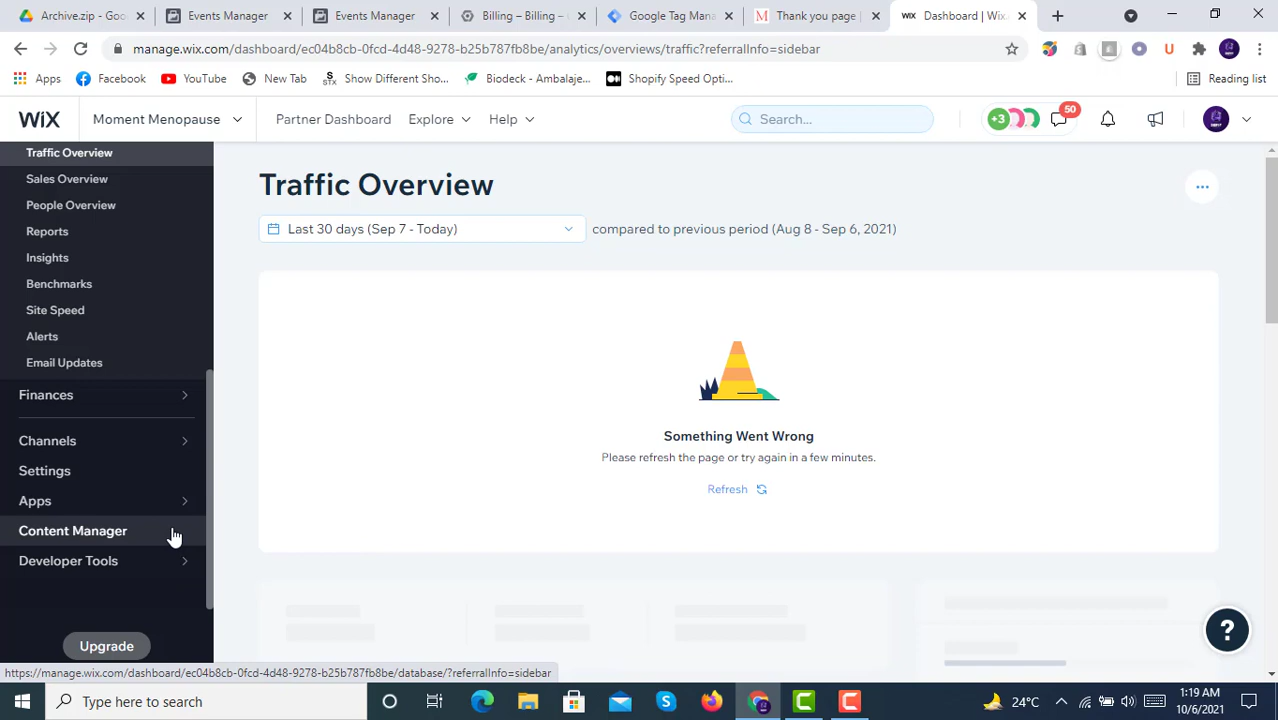 Archive.zip - Goo
Events Manager
Events Manager
Billing – Billing –
Google Tag Mana
Thank you page
Dashboard | Wix.
manage.wix.com/dashboard/ec04b8cb-0fcd-4d48-9278-b25b787fb8be/analytics/overviews/traffic?referralInfo=sidebar
Apps
Facebook
YouTube
New Tab
Show Different Sho...
Biodeck - Ambalaje...
Shopify Speed Opti...
Reading list
WIX
Moment Menopause
Partner Dashboard
Explore
Help
Search...
+3
50
Traffic Overview
Sales Overview
People Overview
Reports
Insights
Benchmarks
Site Speed
Alerts
Email Updates
Finances
Channels
Settings
Apps
Content Manager
Developer Tools
Upgrade
Traffic Overview
Last 30 days (Sep 7 - Today)
compared to previous period (Aug 8 - Sep 6, 2021)
Something Went Wrong
Please refresh the page or try again in a few minutes.
Refresh
?
https://manage.wix.com/dashboard/ec04b8cb-0fcd-4d48-9278-b25b787fb8be/database/?referralInfo=sidebar
Type here to search
24°C
1:19 AM
10/6/2021